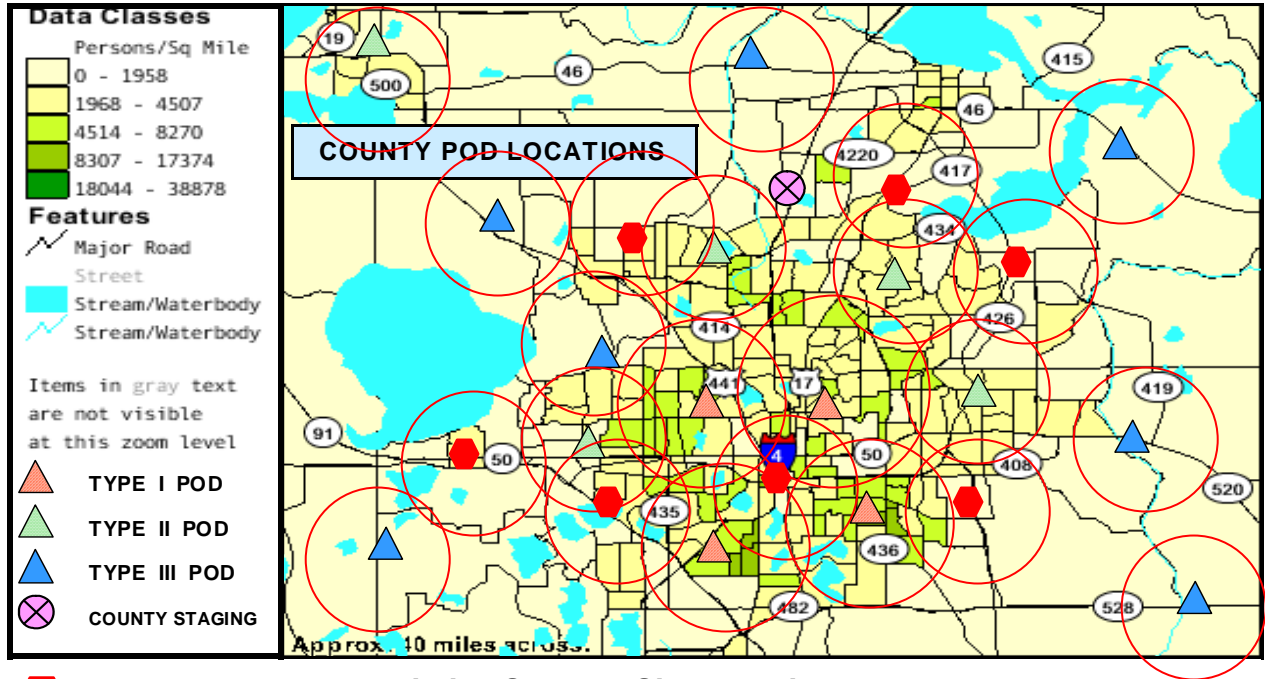 Data Classes
Persons/Sq Mile
0 - 1958
1968 - 4507
4514 - 8270
8307 - 17374
18044 - 38878
Features
Major Road
Street
Stream/Waterbody
Stream/Waterbody
Items in gray text
are not visible
at this zoom level
TYPE I POD
TYPE II POD
TYPE III POD
COUNTY STAGING
COUNTY POD LOCATIONS
19
500
46
415
46
4220
417
434
426
414
441
17
419
91
50
4
50
408
520
435
436
482
528
Approx. 40 miles across.